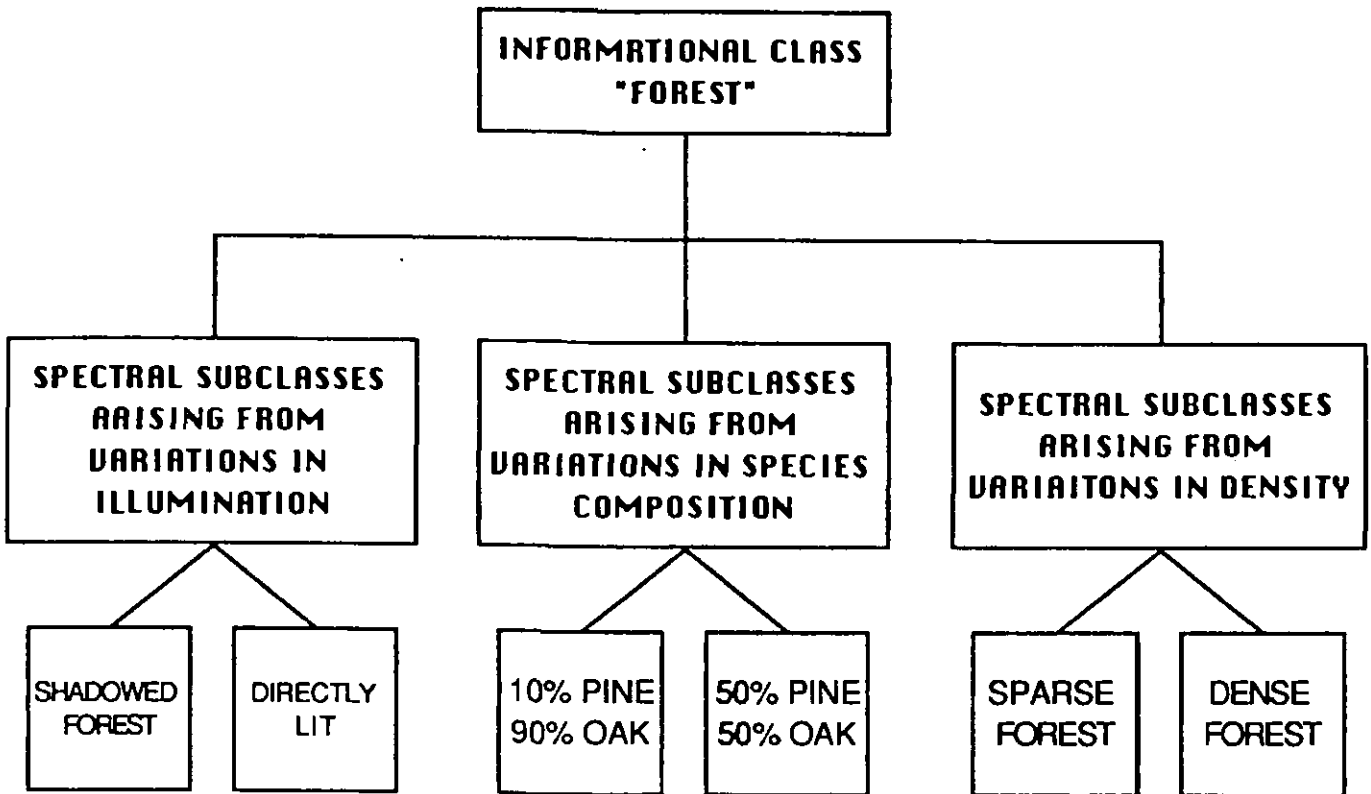 INFORMRTIONAL CLASS
"FOREST"
SPECTRAL SUBCLASSES
ARISING FROM
VARIATIONS IN
ILLUMINATION
SPECTRAL SUBCLASSES
ARISING FROM
VARIATIONS IN SPECIES
COMPOSITION
SPECTRAL SUBCLASSES
ARISING FROM
VARIAITONS IN DENSITY
SHADOWED
FOREST
DIRECTLY
LIT
10% PINE
90% OAK
50% PINE
50% OAK
SPARSE
FOREST
DENSE
FOREST